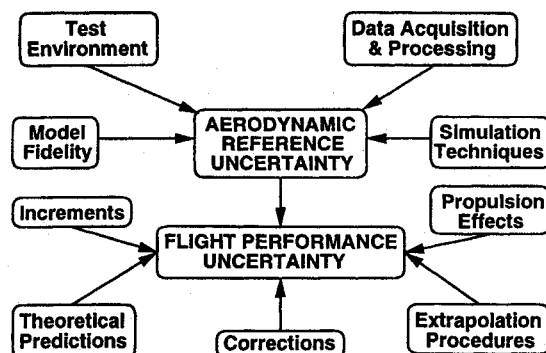 Test
Environment
Data Acquisition
& Processing
Model
Fidelity
AERODYNAMIC
REFERENCE
UNCERTAINTY
Simulation
Techniques
Increments
Propulsion
Effects
FLIGHT PERFORMANCE
UNCERTAINTY
Theoretical
Predictions
Corrections
Extrapolation
Procedures